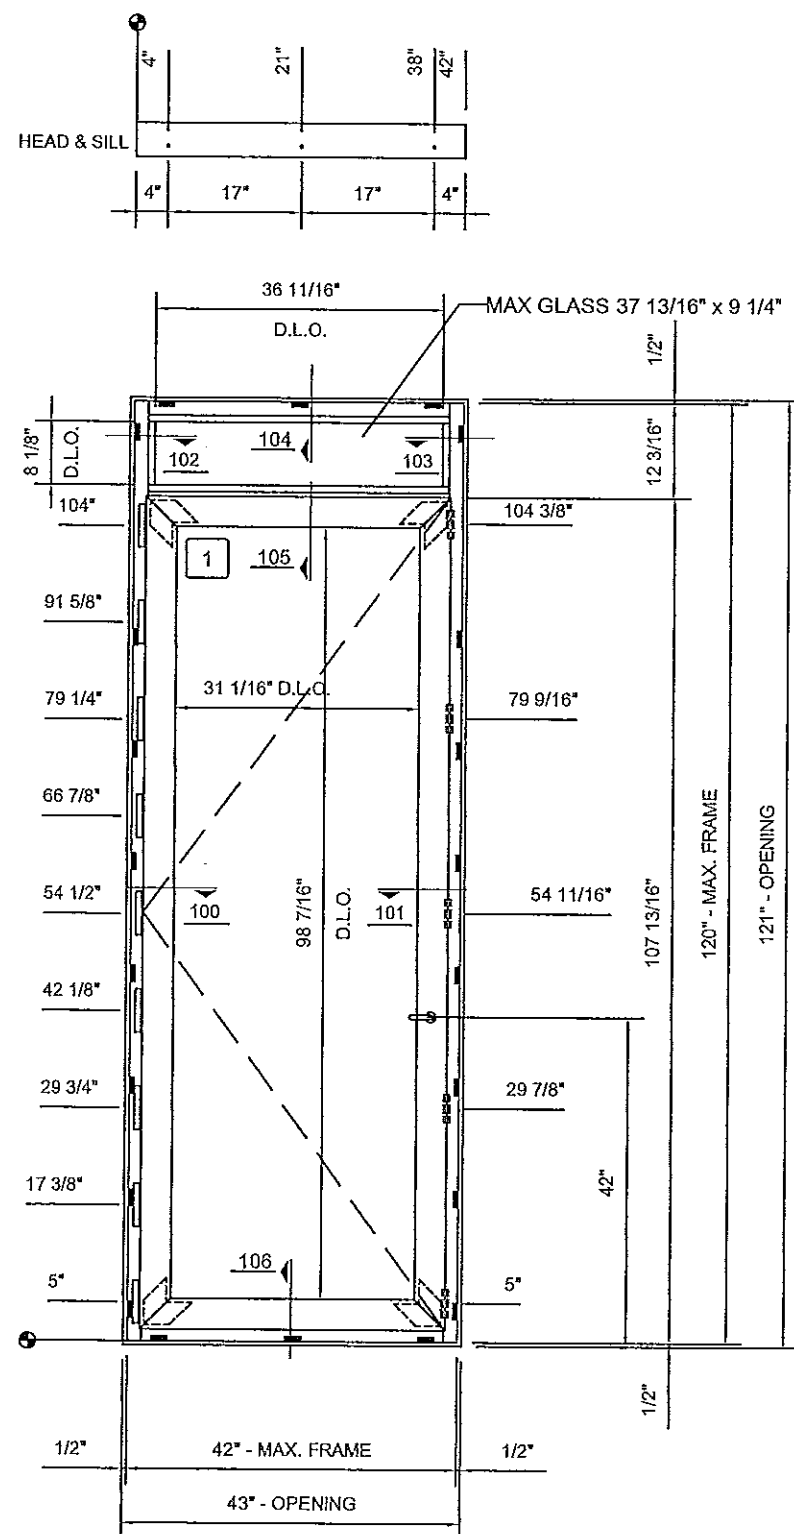 4" 21" 38" 42"
HEAD & SILL
4" 17" 17" 4"
36 11/16"
D.L.O.
MAX GLASS 37 13/16" x 9 1/4"
1/2"
8 1/8" D.L.O.
102 104 103
12 3/16"
104" 104 3/8"
1 105
91 5/8"
31 1/16" D.L.O.
79 1/4" 79 9/16"
66 7/8"
54 1/2" 54 11/16"
100 101
98 7/16" D.L.O.
107 13/16"
120" - MAX. FRAME
121" - OPENING
42 1/8"
29 3/4" 29 7/8"
42"
17 3/8"
106
5" 5"
1/2"
1/2" 42" - MAX. FRAME 1/2"
43" - OPENING